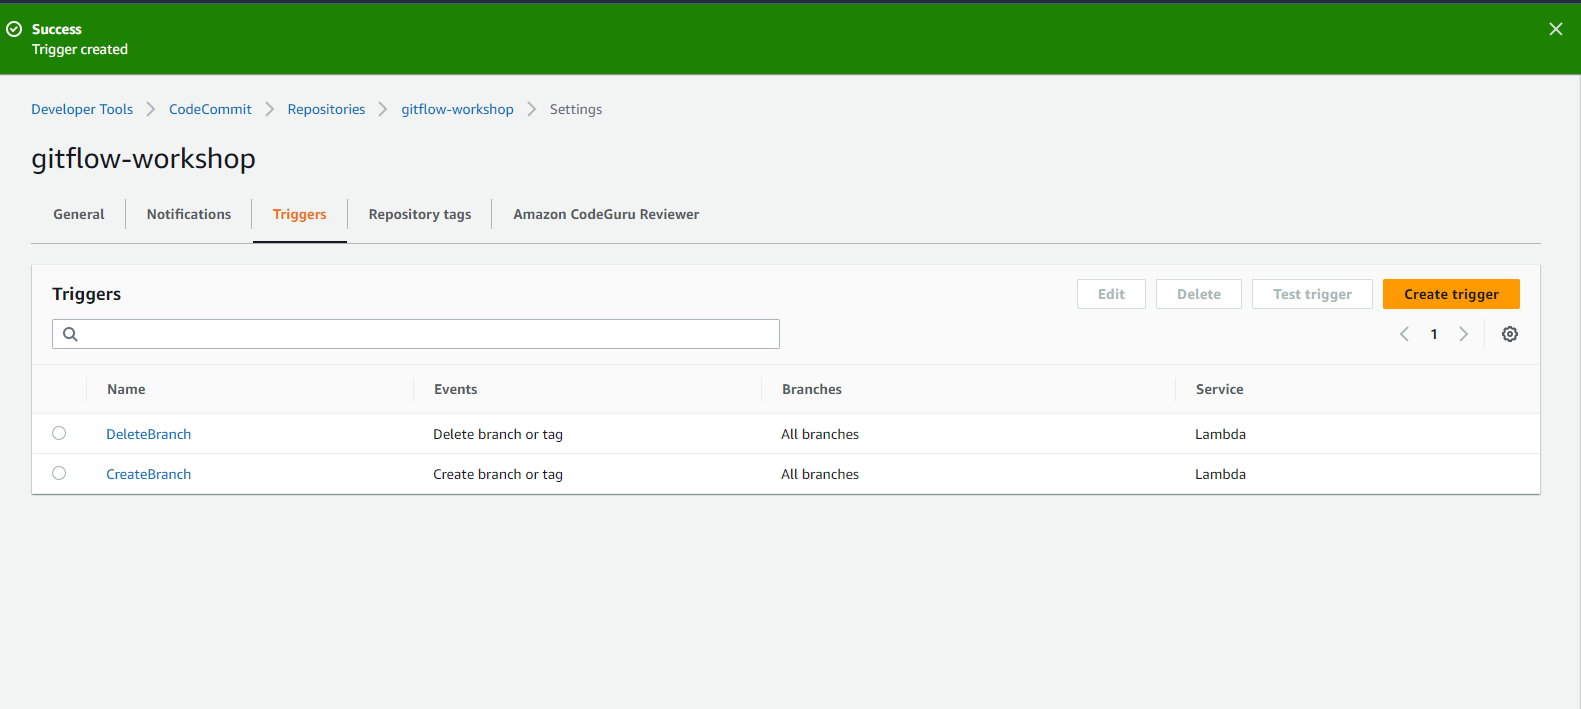 Success
Trigger created
Developer Tools CodeCommit Repositories gitflow-workshop Settings
gitflow-workshop
General Notifications Triggers Repository tags Amazon CodeGuru Reviewer
Triggers Edit Delete Test trigger Create trigger
1
Name Events Branches Service
DeleteBranch Delete branch or tag All branches Lambda
CreateBranch Create branch or tag All branches Lambda